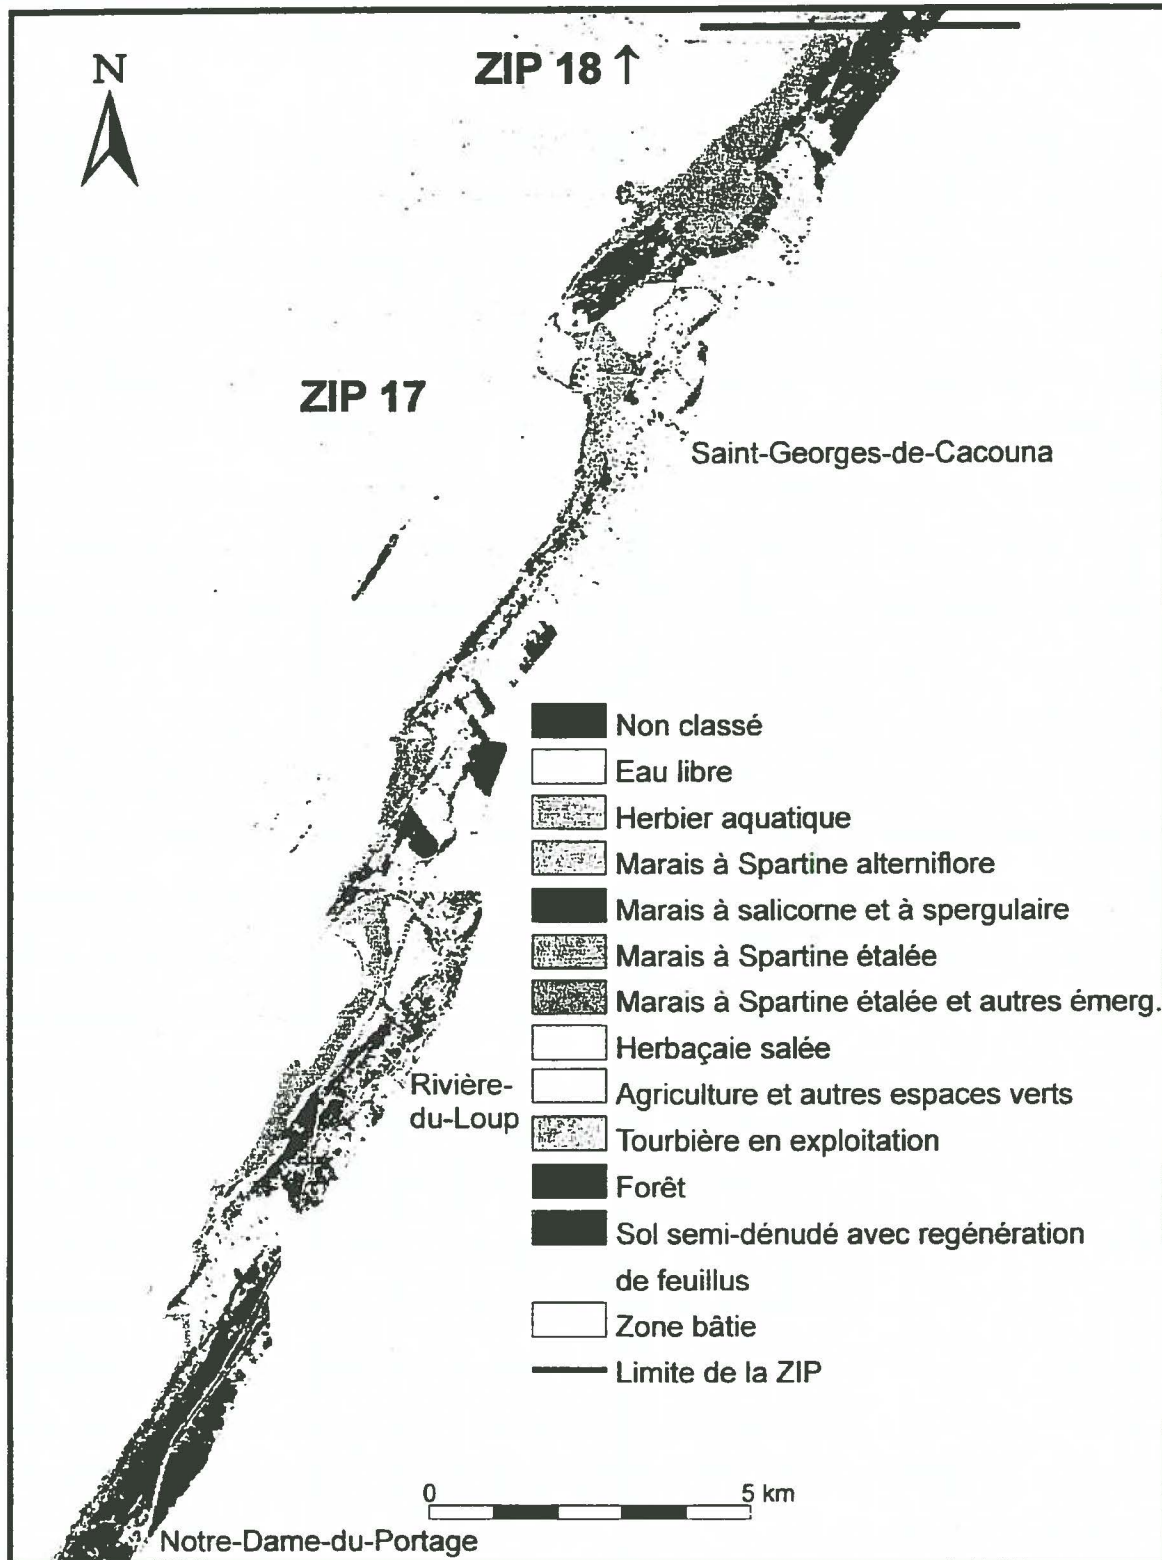 N
ZIP 18 ↑
ZIP 17
Saint-Georges-de-Cacouna
Non classé
Eau libre
Herbier aquatique
Marais à Spartine alterniflore
Marais à salicorne et à spergulaire
Marais à Spartine étalée
Marais à Spartine étalée et autres émerg.
Herbaçaie salée
Agriculture et autres espaces verts
Tourbière en exploitation
Forêt
Sol semi-dénudé avec regénération
de feuillus
Zone bâtie
Limite de la ZIP
Rivière-
du-Loup
0 5 km
Notre-Dame-du-Portage